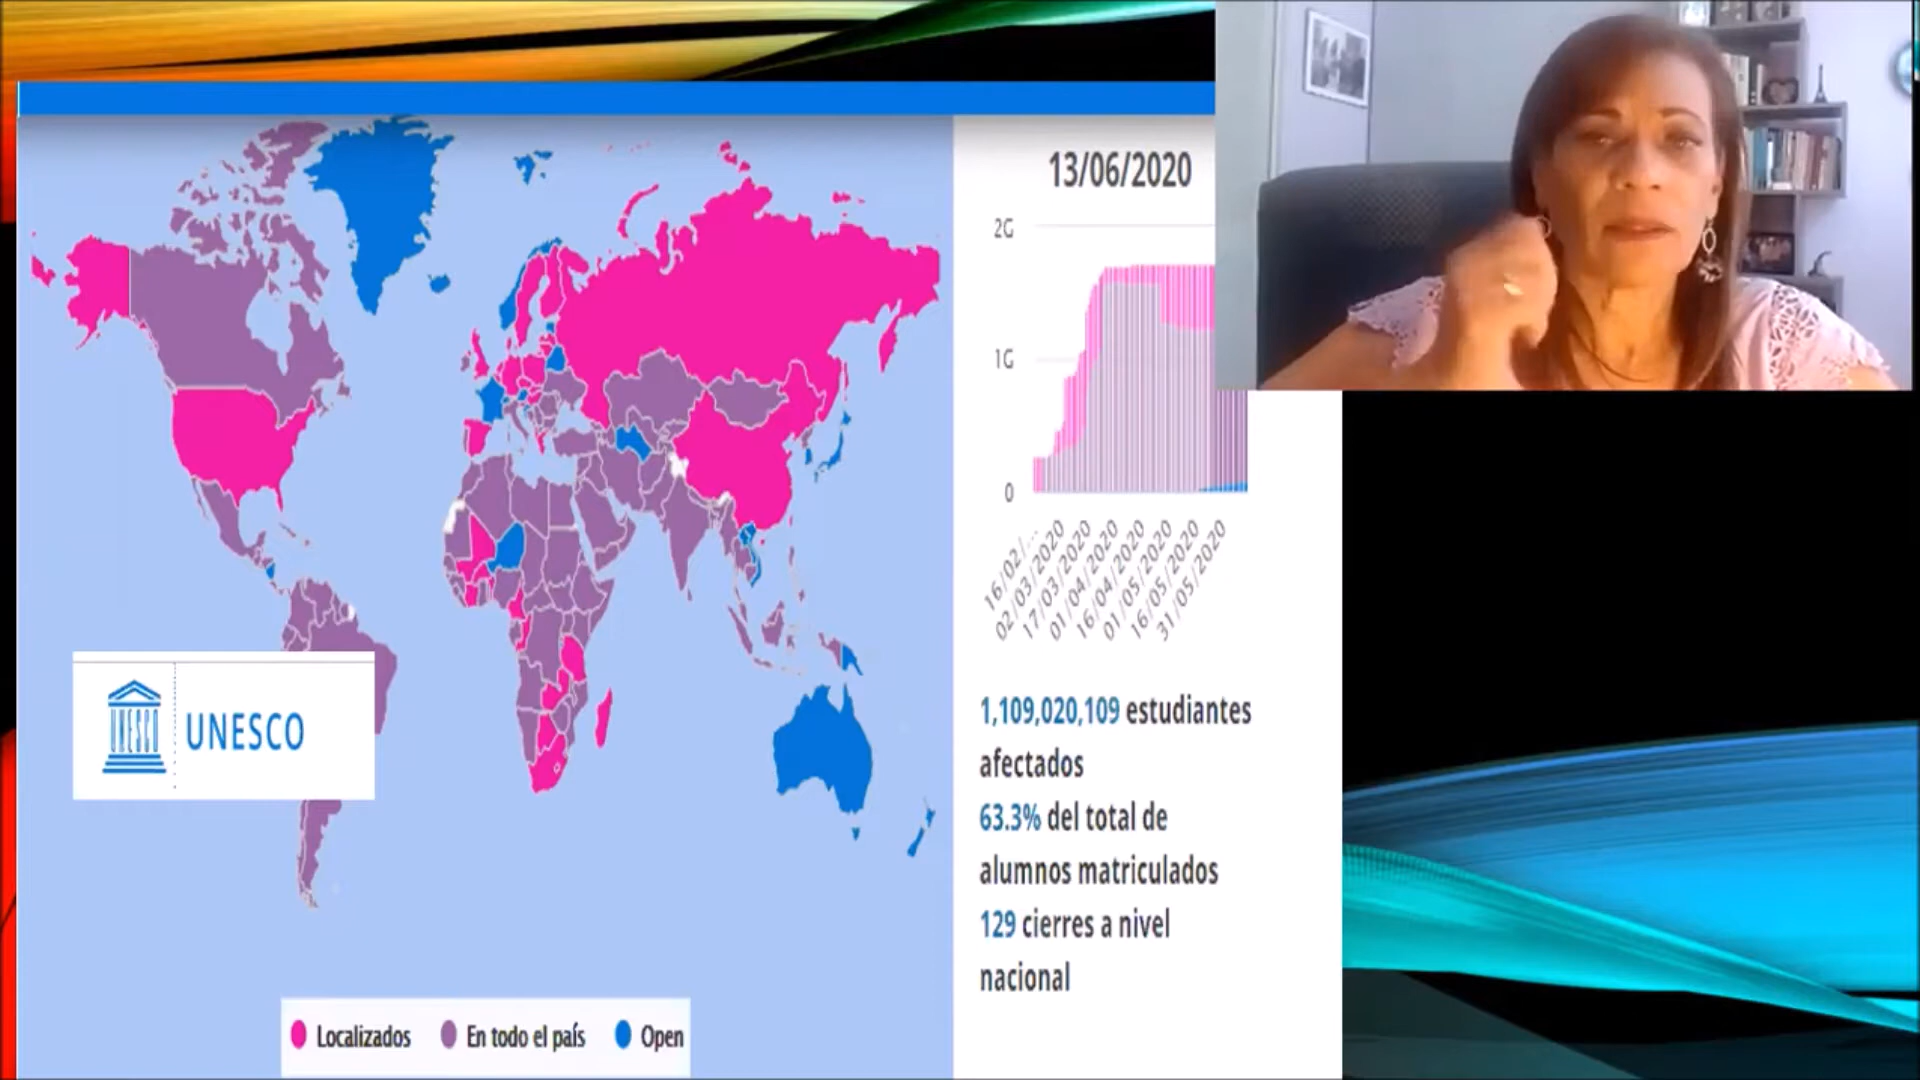 13/06/2020
2G
1G
0
16/02/...
02/03/2020
17/03/2020
01/04/2020
16/04/2020
01/05/2020
16/05/2020
31/05/2020
1,109,020,109 estudiantes
afectados
63.3% del total de
alumnos matriculados
129 cierres a nivel
nacional
UNESCO
UNESCO
Localizados
En todo el país
Open